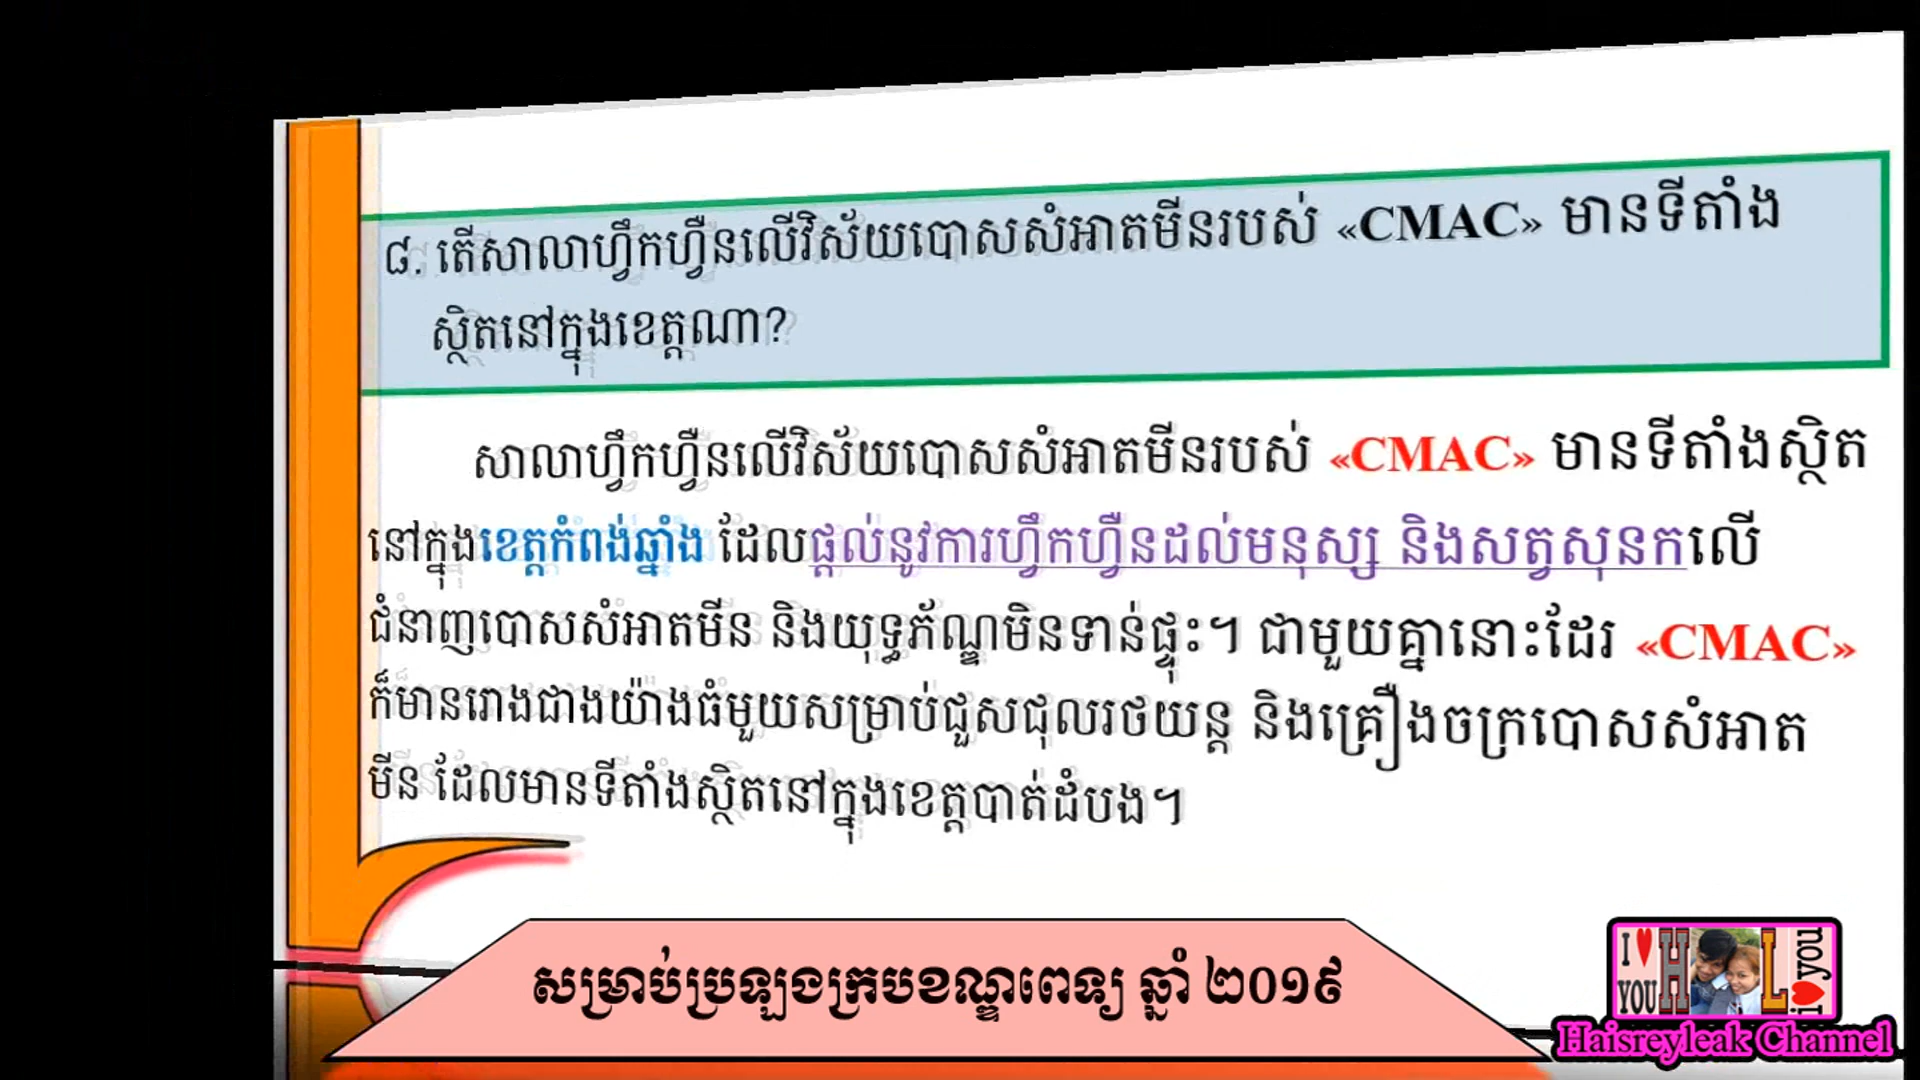 ៨. តើសាលាហ្វឹកហ្វឺនលើវិស័យបោសសំអាតមីនរបស់ «CMAC» មានទីតាំង
ស្ថិតនៅក្នុងខេត្តណា?
សាលាហ្វឹកហ្វឺនលើវិស័យបោសសំអាតមីនរបស់ «CMAC» មានទីតាំងស្ថិត
នៅក្នុងខេត្តកំពង់ឆ្នាំង ដែលផ្តល់នូវការហ្វឹកហ្វឺនដល់មនុស្ស និងសត្វសុនកលើ
ជំនាញបោសសំអាតមីន និងយុទ្ធភ័ណ្ឌមិនទាន់ផ្ទុះ។ ជាមួយគ្នានោះដែរ «CMAC»
ក៏មានរោងជាងយ៉ាងធំមួយសម្រាប់ជួសជុលរថយន្ត និងគ្រឿងចក្របោសសំអាត
មីន ដែលមានទីតាំងស្ថិតនៅក្នុងខេត្តបាត់ដំបង។
សម្រាប់ប្រឡងក្របខណ្ឌពេទ្យ ឆ្នាំ ២០១៩
I ♥ YOU H L i ♥ you
Haisreyleak Channel